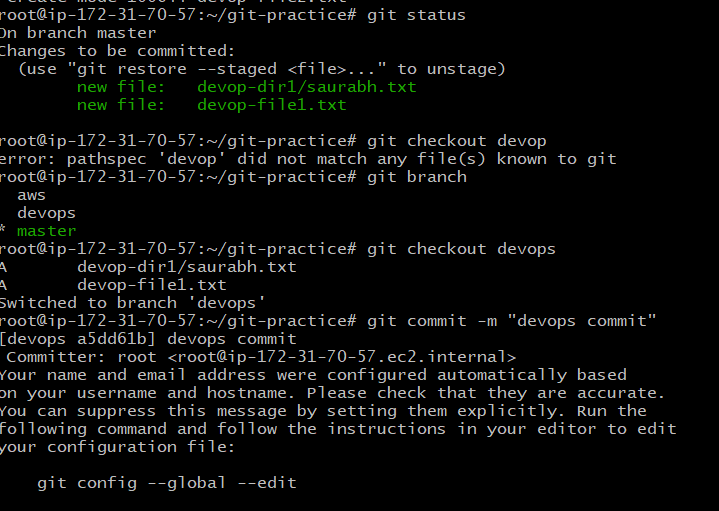 root@ip-172-31-70-57:~/git-practice# git status
On branch master
Changes to be committed:
  (use "git restore --staged <file>..." to unstage)
        new file:   devop-dir1/saurabh.txt
        new file:   devop-file1.txt
root@ip-172-31-70-57:~/git-practice# git checkout devop
error: pathspec 'devop' did not match any file(s) known to git
root@ip-172-31-70-57:~/git-practice# git branch
  aws
  devops
* master
root@ip-172-31-70-57:~/git-practice# git checkout devops
A       devop-dir1/saurabh.txt
A       devop-file1.txt
Switched to branch 'devops'
root@ip-172-31-70-57:~/git-practice# git commit -m "devops commit"
[devops a5dd61b] devops commit
 Committer: root <root@ip-172-31-70-57.ec2.internal>
Your name and email address were configured automatically based
on your username and hostname. Please check that they are accurate.
You can suppress this message by setting them explicitly. Run the
following command and follow the instructions in your editor to edit
your configuration file:
    git config --global --edit